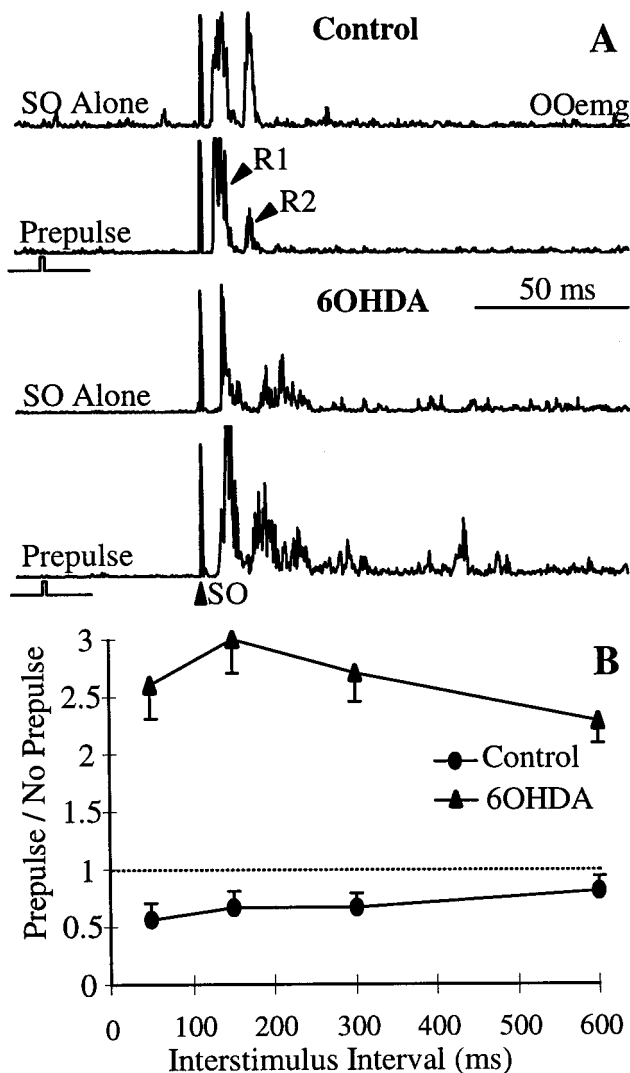 Control
A
SO Alone
OOemg
R1
R2
Prepulse
6OHDA
50 ms
SO Alone
Prepulse
SO
B
Prepulse / No Prepulse
3
2.5
2
1.5
1
0.5
0
Control
6OHDA
0 100 200 300 400 500 600
Interstimulus Interval (ms)